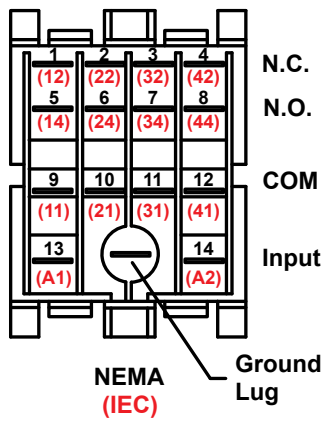 1 2 3 4 N.C.
(12) (22) (32) (42)
5 6 7 8 N.O.
(14) (24) (34) (44)
9 10 11 12 COM
(11) (21) (31) (41)
13 14 Input
(A1) (A2)
Ground
Lug
NEMA
(IEC)